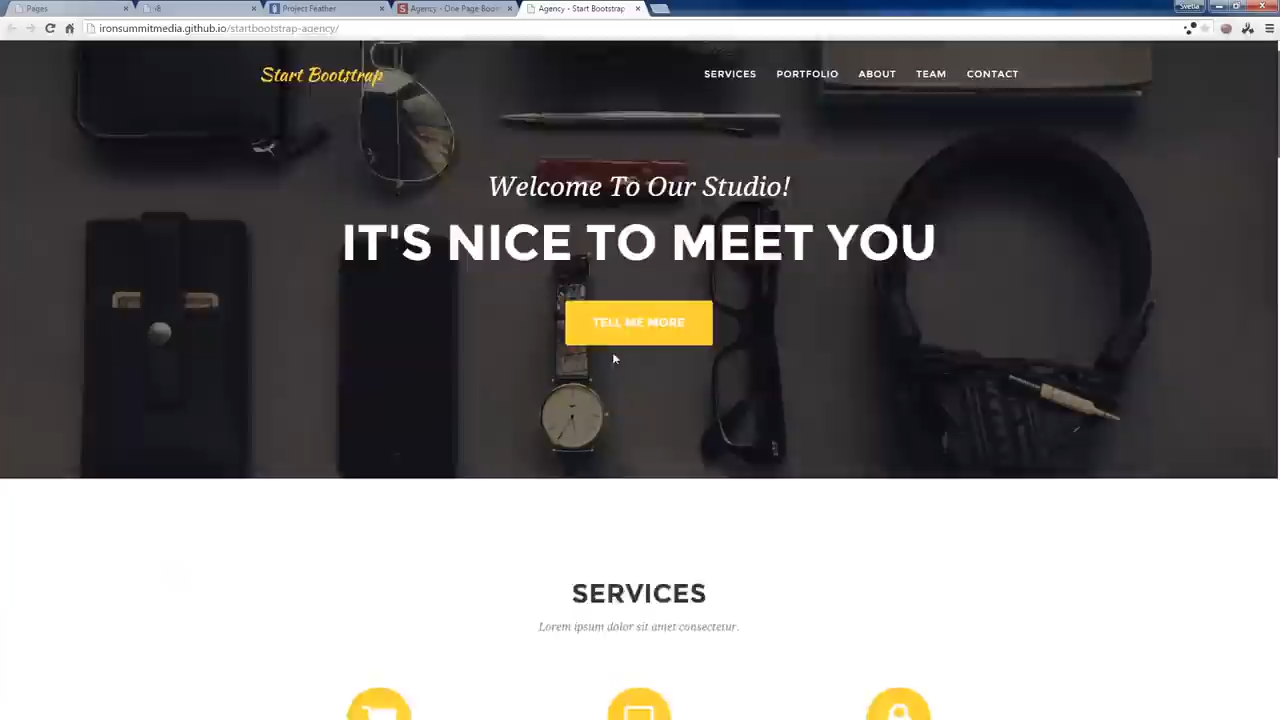 Pages
iB
Project Feather
Agency - One Page Boot
Agency - Start Bootstrap
Svetla
ironsummitmedia.github.io/startbootstrap-agency/
Start Bootstrap
SERVICES
PORTFOLIO
ABOUT
TEAM
CONTACT
Welcome To Our Studio!
IT'S NICE TO MEET YOU
TELL ME MORE
SERVICES
Lorem ipsum dolor sit amet consectetur.